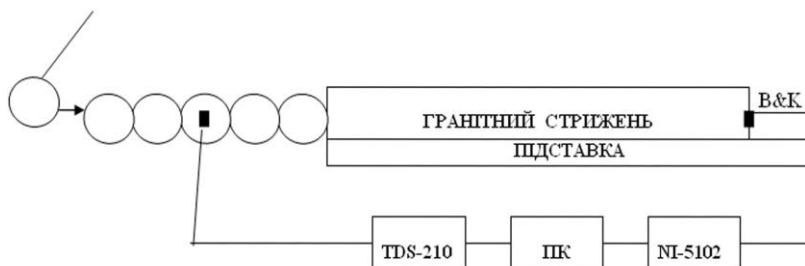 B&K
ГРАНІТНИЙ СТРИЖЕНЬ
ПІДСТАВКА
TDS-210
ПК
NI-5102